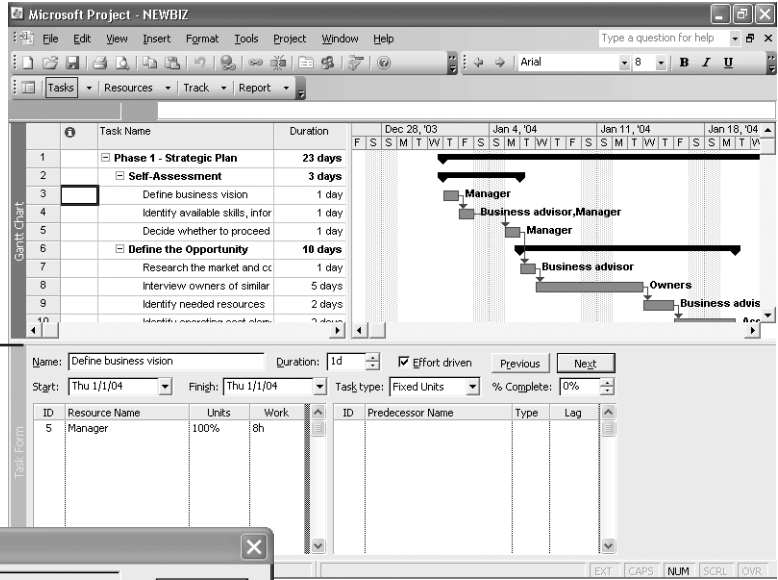 Microsoft Project - NEWBIZ
File Edit View Insert Format Tools Project Window Help Type a question for help
Arial 8 B I U
Tasks Resources Track Report
Task Name Duration Dec 28, '03 Jan 4, '04 Jan 11, '04 Jan 18, '04
F S S M T W T F S S M T W T F S S M T W T F S S M T W
1 Phase 1 - Strategic Plan 23 days
2 Self-Assessment 3 days
3 Define business vision 1 day Manager
4 Identify available skills, infor 1 day Business advisor,Manager
5 Decide whether to proceed 1 day Manager
6 Define the Opportunity 10 days
7 Research the market and cc 1 day Business advisor
8 Interview owners of similar 5 days Owners
9 Identify needed resources 2 days Business advis
10
Gantt Chart
Name: Define business vision Duration: 1d Effort driven Previous Next
Start: Thu 1/1/04 Finish: Thu 1/1/04 Task type: Fixed Units % Complete: 0%
ID Resource Name Units Work ID Predecessor Name Type Lag
5 Manager 100% 8h
Task Form
EXT CAPS NUM SCRL OVR